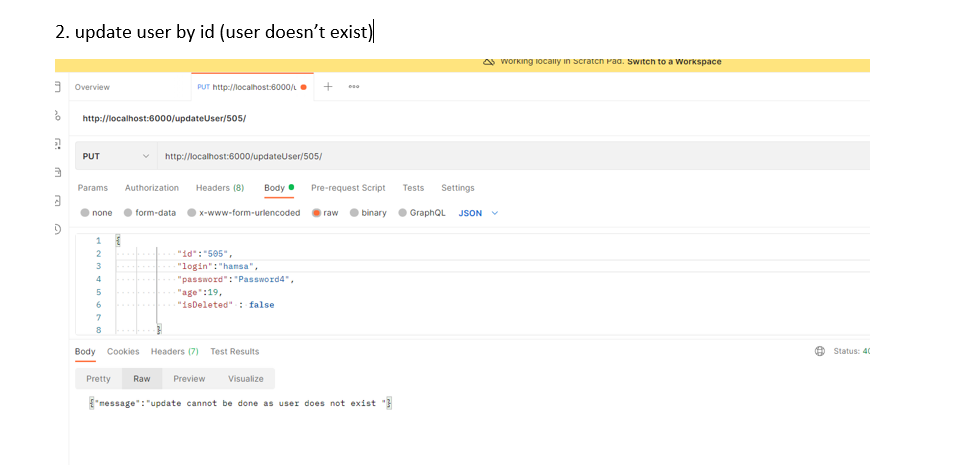 2. update user by id (user doesn’t exist)
Working locally in Scratch Pad. Switch to a Workspace
Overview
PUT http://localhost:6000/u
http://localhost:6000/updateUser/505/
PUT http://localhost:6000/updateUser/505/
Params Authorization Headers (8) Body Pre-request Script Tests Settings
none form-data x-www-form-urlencoded raw binary GraphQL JSON
1 {
2 "id":"505",
3 "login":"hamsa",
4 "password":"Password4",
5 "age":19,
6 "isDeleted" : false
7
8 }
Body Cookies Headers (7) Test Results Status: 40
Pretty Raw Preview Visualize
{"message":"update cannot be done as user does not exist "}